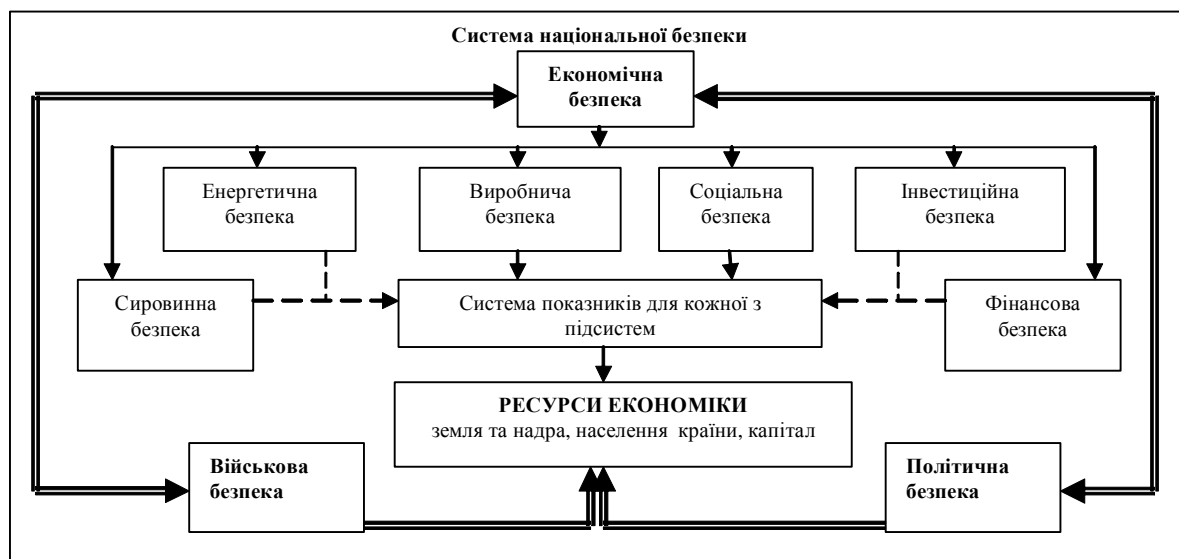 Система національної безпеки
Економічна
безпека
Енергетична
безпека
Виробнича
безпека
Соціальна
безпека
Інвестиційна
безпека
Сировинна
безпека
Система показників для кожної з
підсистем
Фінансова
безпека
РЕСУРСИ ЕКОНОМІКИ
земля та надра, населення країни, капітал
Військова
безпека
Політична
безпека